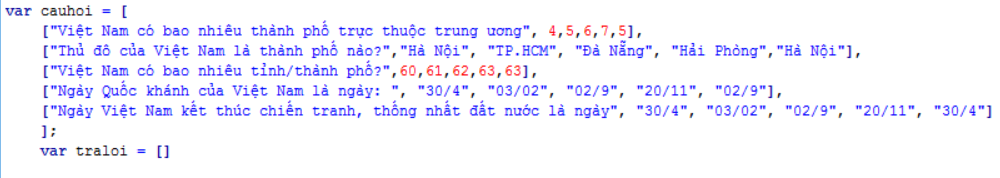 var cauhoi = [
["Việt Nam có bao nhiêu thành phố trực thuộc trung ương", 4,5,6,7,5],
["Thủ đô của Việt Nam là thành phố nào?","Hà Nội", "TP.HCM", "Đà Nẵng", "Hải Phòng","Hà Nội"],
["Việt Nam có bao nhiêu tỉnh/thành phố?",60,61,62,63,63],
["Ngày Quốc khánh của Việt Nam là ngày: ", "30/4", "03/02", "02/9", "20/11", "02/9"],
["Ngày Việt Nam kết thúc chiến tranh, thống nhất đất nước là ngày", "30/4", "03/02", "02/9", "20/11", "30/4"]
];
var traloi = []